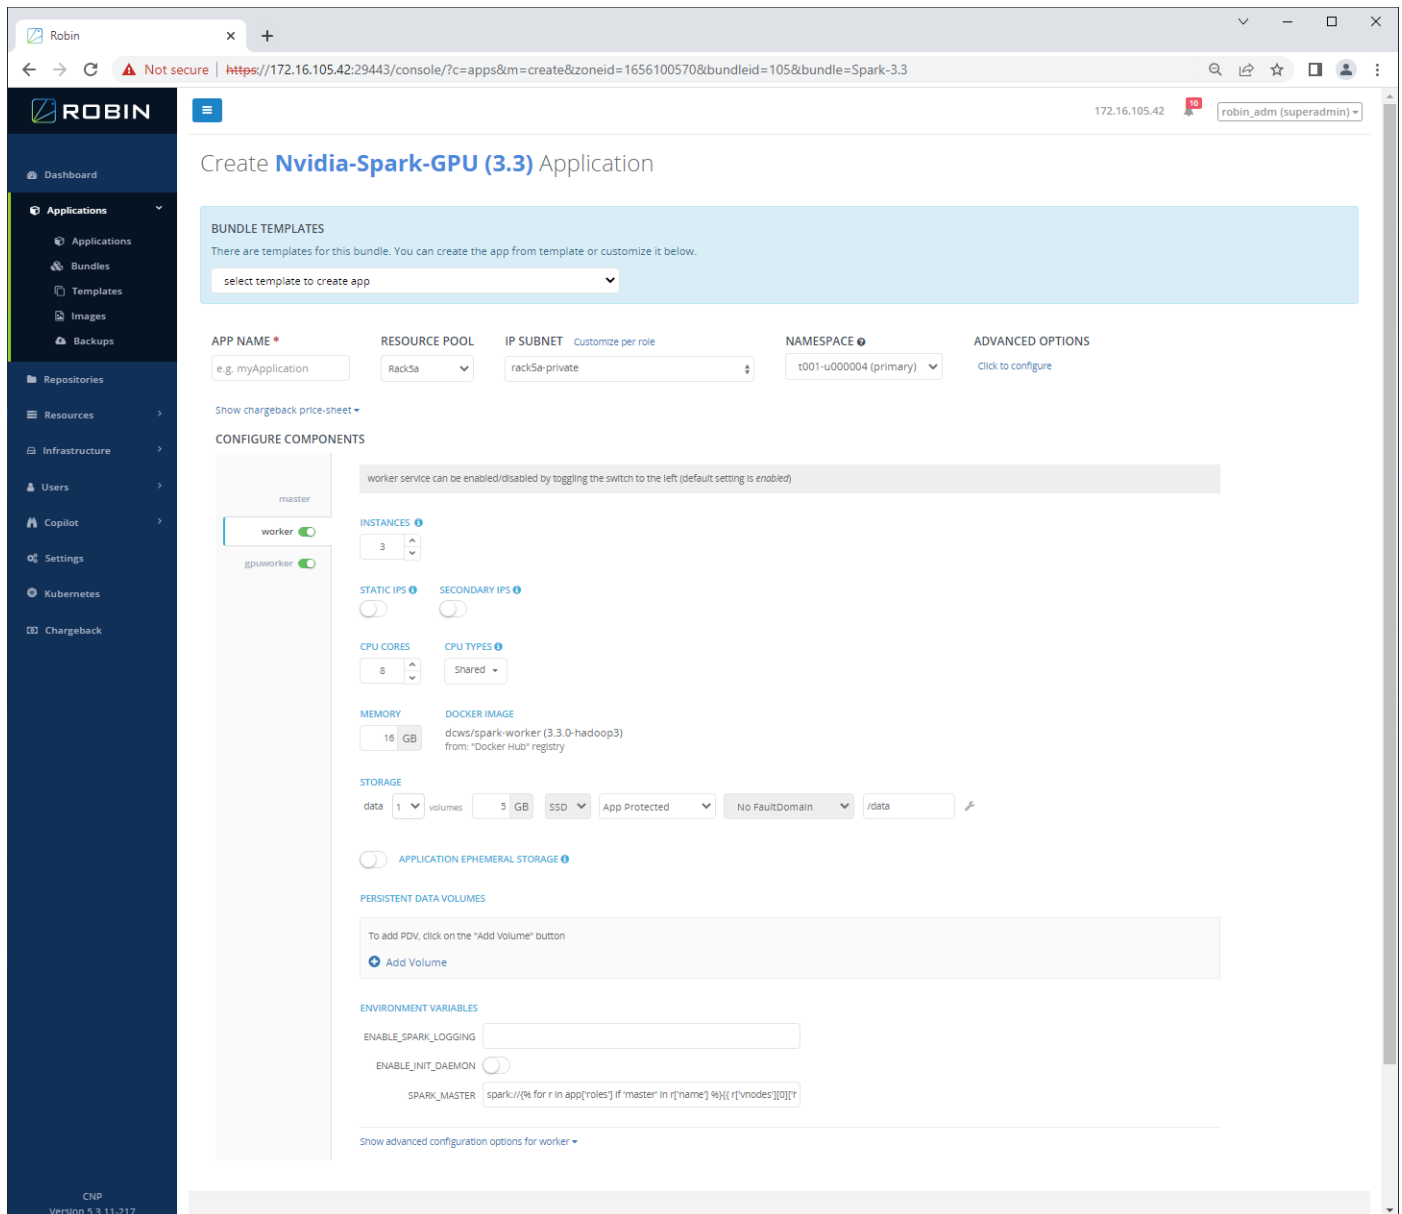 Robin
Not secure | https://172.16.105.42:29443/console/?c=apps&m=create&zoneid=1656100570&bundleid=105&bundle=Spark-3.3
ROBIN
172.16.105.42 10 robin_adm (superadmin)
Create Nvidia-Spark-GPU (3.3) Application
Dashboard
Applications
Applications
Bundles
Templates
Images
Backups
Repositories
Resources
Infrastructure
Users
Copilot
Settings
Kubernetes
Chargeback
CNP
Version 5.3.11-217
BUNDLE TEMPLATES
There are templates for this bundle. You can create the app from template or customize it below.
select template to create app
APP NAME * RESOURCE POOL IP SUBNET Customize per role NAMESPACE ADVANCED OPTIONS
e.g. myApplication Rack5a rack5a-private t001-u000004 (primary) Click to configure
Show chargeback price-sheet
CONFIGURE COMPONENTS
master
worker
gpuworker
worker service can be enabled/disabled by toggling the switch to the left (default setting is enabled)
INSTANCES
3
STATIC IPS SECONDARY IPS
CPU CORES CPU TYPES
8 Shared
MEMORY DOCKER IMAGE
16 GB dcws/spark-worker (3.3.0-hadoop3)
from: "Docker Hub" registry
STORAGE
data 1 volumes 5 GB SSD App Protected No FaultDomain /data
APPLICATION EPHEMERAL STORAGE
PERSISTENT DATA VOLUMES
To add PDV, click on the "Add Volume" button
Add Volume
ENVIRONMENT VARIABLES
ENABLE_SPARK_LOGGING
ENABLE_INIT_DAEMON
SPARK_MASTER spark://{% for r in app['roles'] if 'master' in r['name'] %}{{ r['vnodes'][0]['
Show advanced configuration options for worker